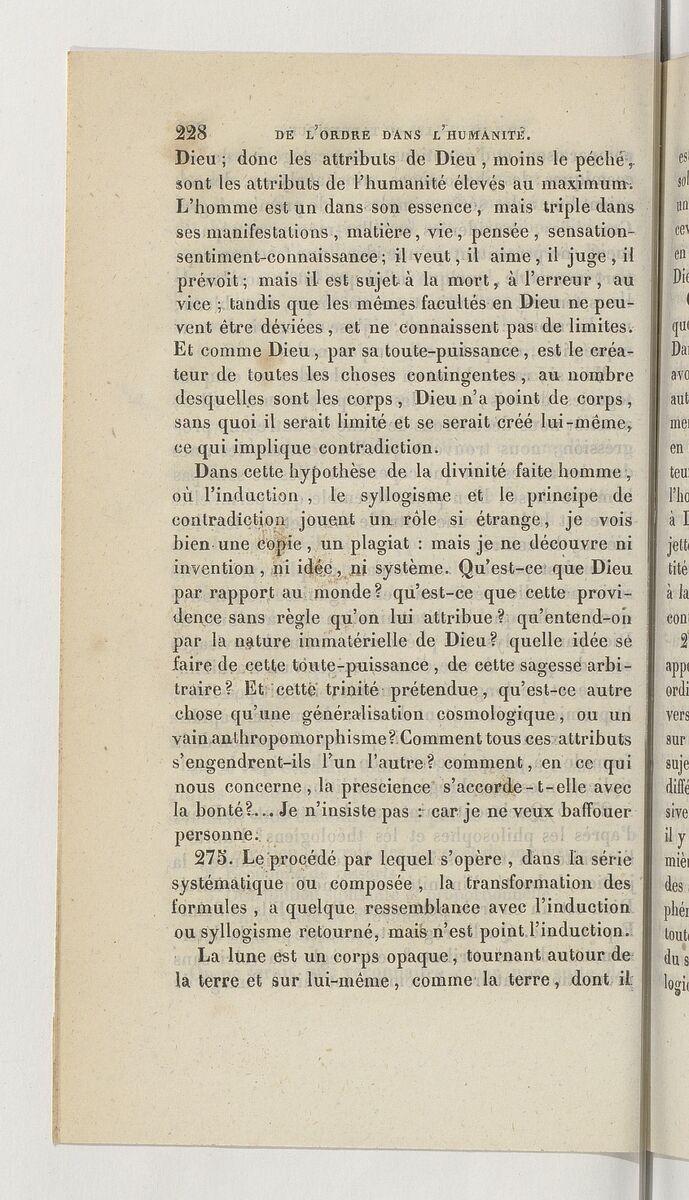 228 DE L'ORDRE DANS L'HUMANITÉ.
Dieu ; donc les attributs de Dieu , moins le péché ,
sont les attributs de l'humanité élevés au maximum.
L'homme est un dans son essence , mais triple dans
ses manifestations , matière , vie , pensée , sensation-
sentiment-connaissance ; il veut , il aime , il juge , il
prévoit ; mais il est sujet à la mort , à l'erreur , au
vice ; tandis que les mêmes facultés en Dieu ne peu-
vent être déviées , et ne connaissent pas de limites.
Et comme Dieu , par sa toute-puissance , est le créa-
teur de toutes les choses contingentes , au nombre
desquelles sont les corps , Dieu n'a point de corps ,
sans quoi il serait limité et se serait créé lui-même ,
ce qui implique contradiction.
Dans cette hypothèse de la divinité faite homme ,
où l'induction , le syllogisme et le principe de
contradiction jouent un rôle si étrange , je vois
bien une copie , un plagiat : mais je ne découvre ni
invention , ni idée , ni système. Qu'est-ce que Dieu
par rapport au monde ? qu'est-ce que cette provi-
dence sans règle qu'on lui attribue ? qu'entend-on
par la nature immatérielle de Dieu ? quelle idée se
faire de cette toute-puissance , de cette sagesse arbi-
traire ? Et cette trinité prétendue , qu'est-ce autre
chose qu'une généralisation cosmologique , ou un
vain anthropomorphisme ? Comment tous ces attributs
s'engendrent-ils l'un l'autre ? comment , en ce qui
nous concerne , la prescience s'accorde-t-elle avec
la bonté ?... Je n'insiste pas : car je ne veux baffouer
personne.
275. Le procédé par lequel s'opère , dans la série
systématique ou composée , la transformation des
formules , a quelque ressemblance avec l'induction
ou syllogisme retourné, mais n'est point l'induction.
La lune est un corps opaque , tournant autour de
la terre et sur lui-même , comme la terre , dont il